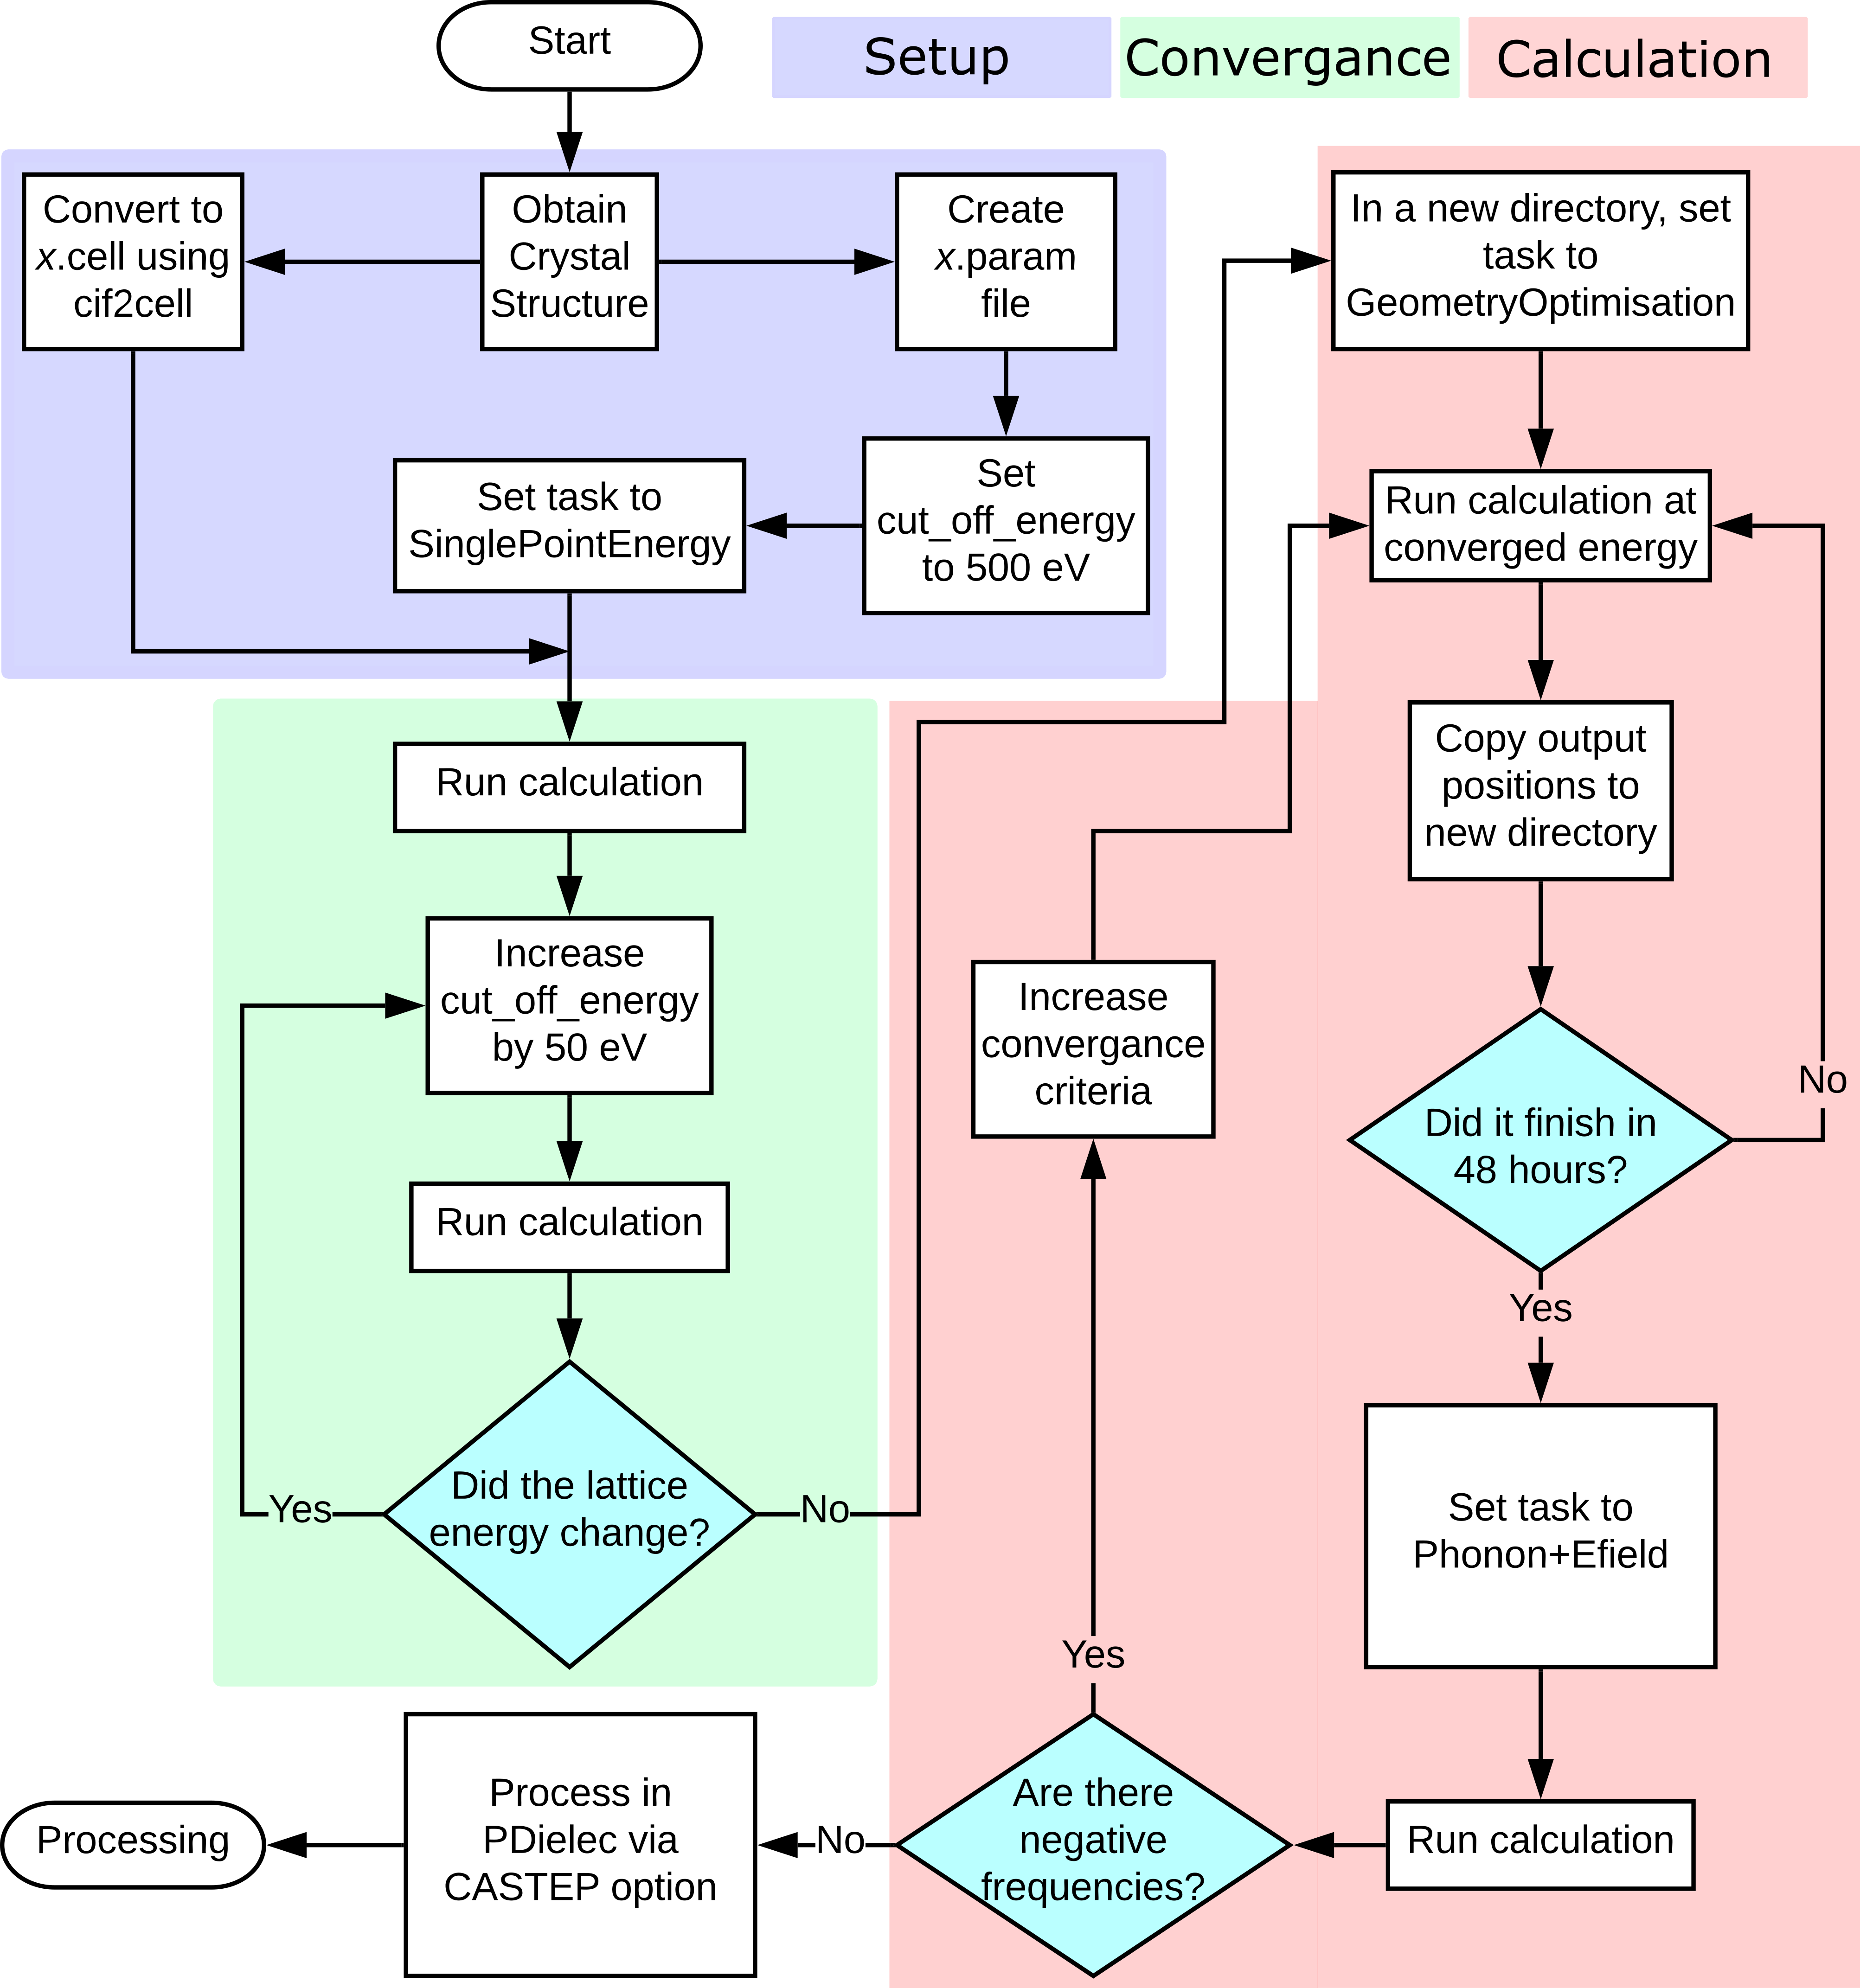 Start
Setup
Convergance
Calculation
Convert to
x.cell using
cif2cell
Obtain
Crystal
Structure
Create
x.param
file
In a new directory, set
task to
GeometryOptimisation
Set task to
SinglePointEnergy
Set
cut_off_energy
to 500 eV
Run calculation at
converged energy
Run calculation
Copy output
positions to
new directory
Increase
cut_off_energy
by 50 eV
Increase
convergance
criteria
No
Did it finish in
48 hours?
Run calculation
Yes
Did the lattice
energy change?
Yes
No
Set task to
Phonon+Efield
Yes
Processing
Process in
PDielec via
CASTEP option
No
Are there
negative
frequencies?
Run calculation